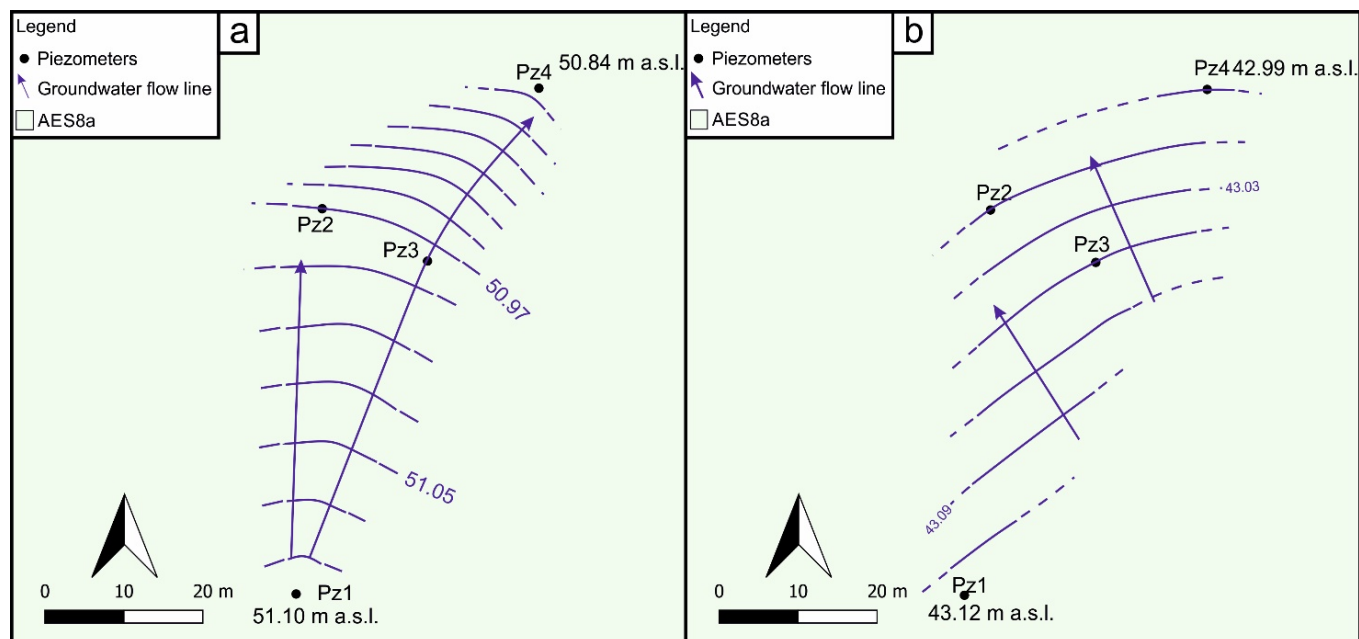 Legend
Piezometers
Groundwater flow line
AES8a
a
Pz4
50.84 m a.s.l.
Pz2
Pz3
50.97
51.05
Pz1
51.10 m a.s.l.
0 10 20 m
Legend
Piezometers
Groundwater flow line
AES8a
b
Pz4 42.99 m a.s.l.
43.03
Pz2
Pz3
43.09
Pz1
43.12 m a.s.l.
0 10 20 m